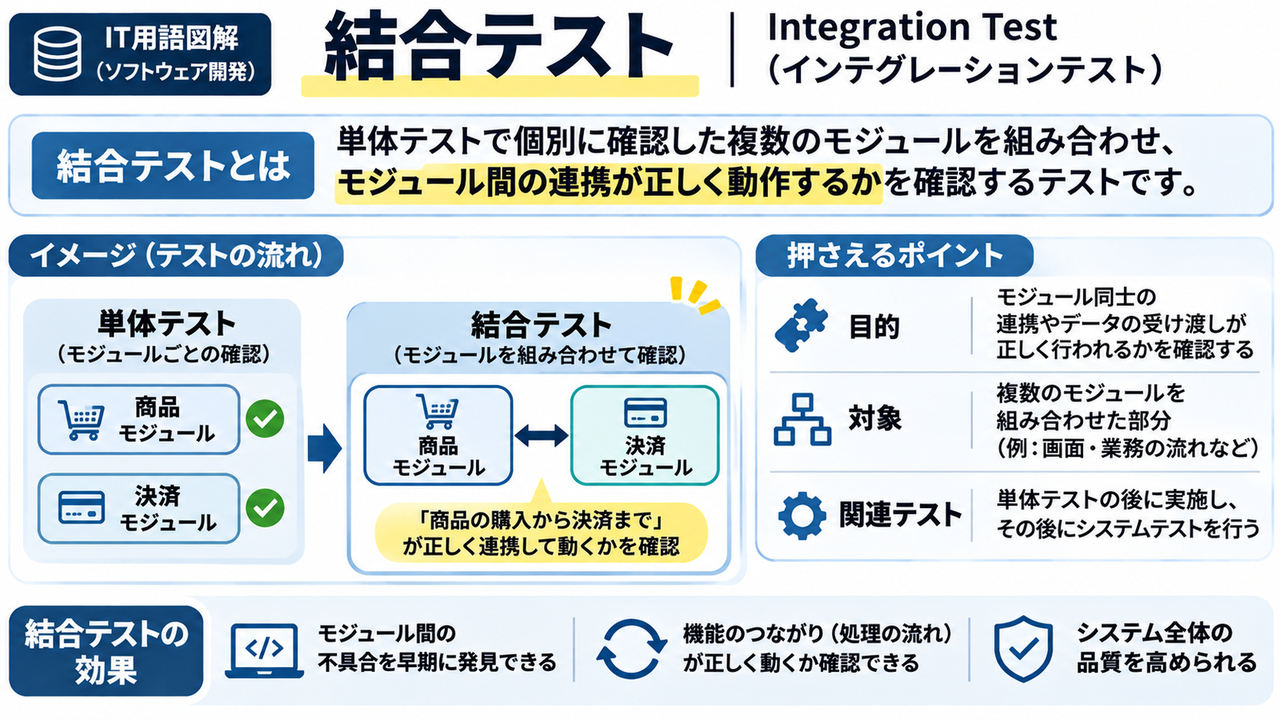 IT用語図解
（ソフトウェア開発）
結合テスト
Integration Test
（インテグレーションテスト）
結合テストとは
単体テストで個別に確認した複数のモジュールを組み合わせ、
モジュール間の連携が正しく動作するかを確認するテストです。
イメージ（テストの流れ）
単体テスト
（モジュールごとの確認）
商品
モジュール
決済
モジュール
結合テスト
（モジュールを組み合わせて確認）
商品
モジュール
決済
モジュール
「商品の購入から決済まで」
が正しく連携して動くかを確認
押さえるポイント
目的
モジュール同士の
連携やデータの受け渡しが
正しく行われるかを確認する
対象
複数のモジュールを
組み合わせた部分
（例：画面・業務の流れなど）
関連テスト
単体テストの後に実施し、
その後にシステムテストを行う
結合テストの
効果
</>
モジュール間の
不具合を早期に発見できる
機能のつながり（処理の流れ）
が正しく動くか確認できる
システム全体の
品質を高められる